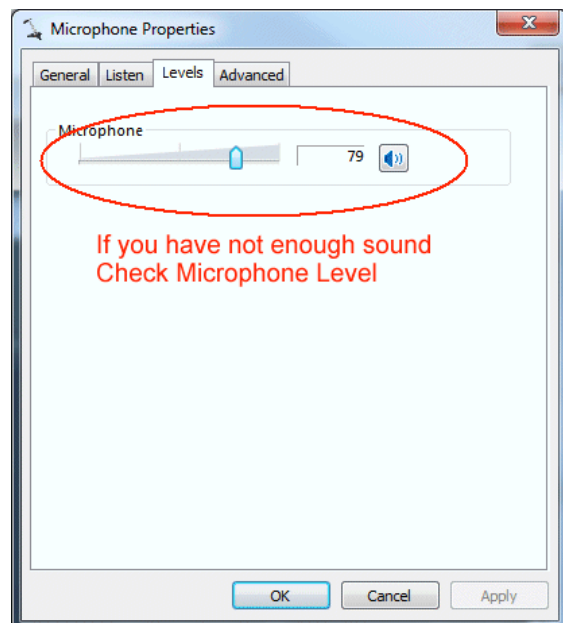 Microphone Properties
General Listen Levels Advanced
Microphone
79
If you have not enough sound
Check Microphone Level
OK Cancel Apply